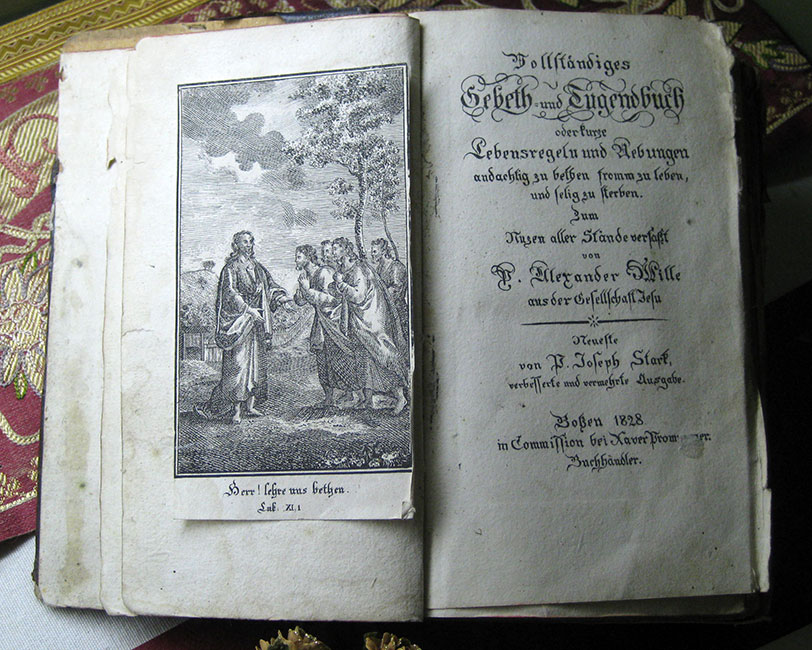 Herr! lehre uns bethen.
Luk. XI,1
Vollständiges
Gebeth- und Tugendbuch
oder kurze
Lebensregeln und Uebungen
andächtig zu bethen fromm zu leben,
und selig zu sterben.
Zum
Nuzen aller Stände verfaßt
von
P. Alexander Wille
aus der Gesellschaft Jesu
Neueste
von P. Joseph Stark,
verbesserte und vermehrte Ausgabe.
Boßen 1828
in Commission bei Xaver
Buchhändler.